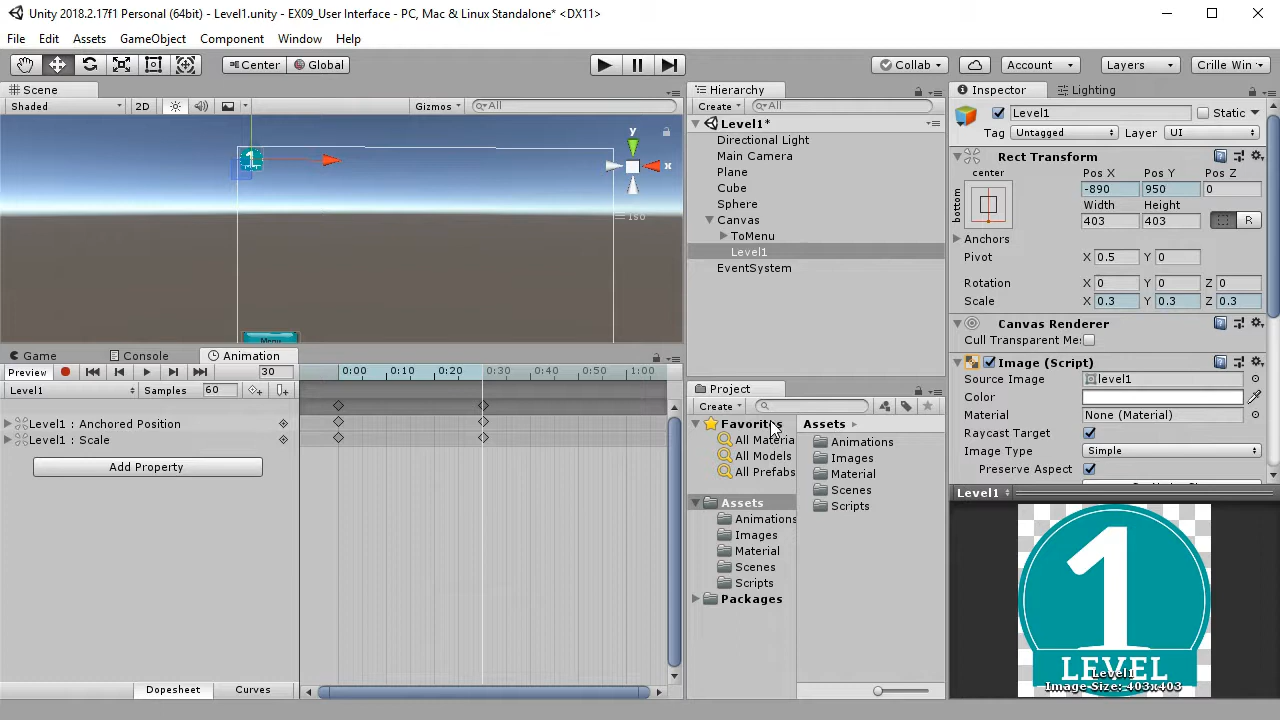 Unity 2018.2.17f1 Personal (64bit) - Level1.unity - EX09_User Interface - PC, Mac & Linux Standalone* <DX11>
File Edit Assets GameObject Component Window Help
Center Global Collab Account Layers Crille Win
Scene
Shaded 2D Gizmos All
y
x
Iso
1
Menu
Hierarchy
Create All
Level1*
Directional Light
Main Camera
Plane
Cube
Sphere
Canvas
ToMenu
Level1
EventSystem
Inspector Lighting
Level1 Static
Tag Untagged Layer UI
Rect Transform
center Pos X Pos Y Pos Z
bottom -890 950 0
Width Height
403 403 R
Anchors
Pivot X 0.5 Y 0
Rotation X 0 Y 0 Z 0
Scale X 0.3 Y 0.3 Z 0.3
Canvas Renderer
Cull Transparent Me
Image (Script)
Source Image level1
Color
Material None (Material)
Raycast Target
Image Type Simple
Preserve Aspect
Game Console Animation
Preview 30 0:00 0:10 0:20 0:30 0:50 1:00
Level1 Samples 60
Level1 : Anchored Position
Level1 : Scale
Add Property
Dopesheet Curves
Project
Create
Favorites
All Materia
All Models
All Prefabs
Assets
Animations
Images
Material
Scenes
Scripts
Packages
Assets
Animations
Images
Material
Scenes
Scripts
Level1
1
LEVEL
Level1
Image Size: 403x403